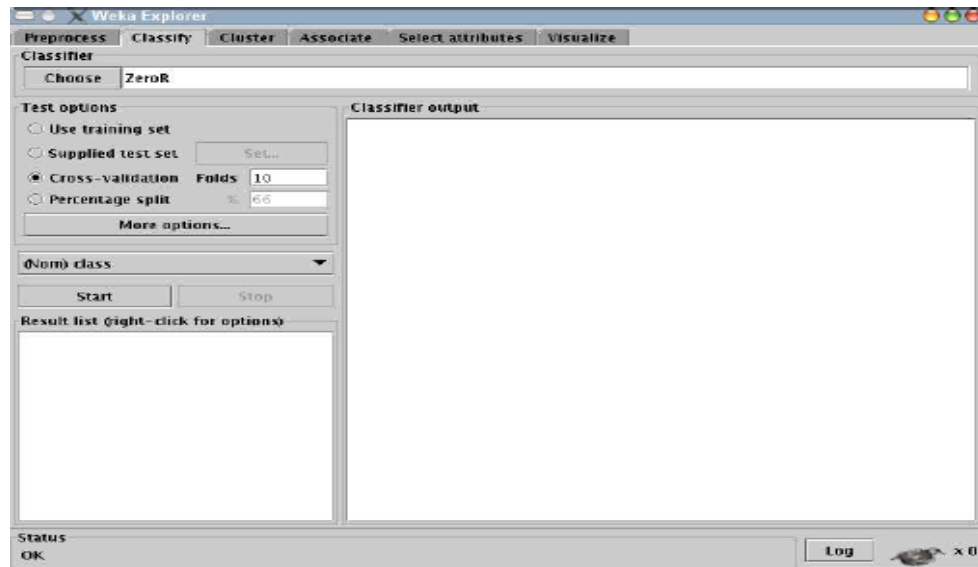 Weka Explorer
Preprocess Classify Cluster Associate Select attributes Visualize
Classifier
Choose ZeroR
Test options
Use training set
Supplied test set Set...
Cross-validation Folds 10
Percentage split % 66
More options...
(Nom) class
Start Stop
Result list (right-click for options)
Classifier output
Status
OK
Log x 0